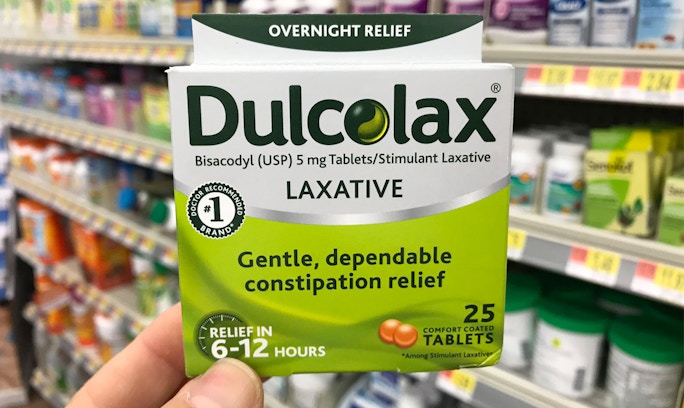 OVERNIGHT RELIEF
Dulcolax®
Bisacodyl (USP) 5 mg Tablets/Stimulant Laxative
LAXATIVE
DOCTOR RECOMMENDED
#1
BRAND*
Gentle, dependable
constipation relief
RELIEF IN
6-12 HOURS
25
COMFORT COATED
TABLETS
*Among Stimulant Laxatives